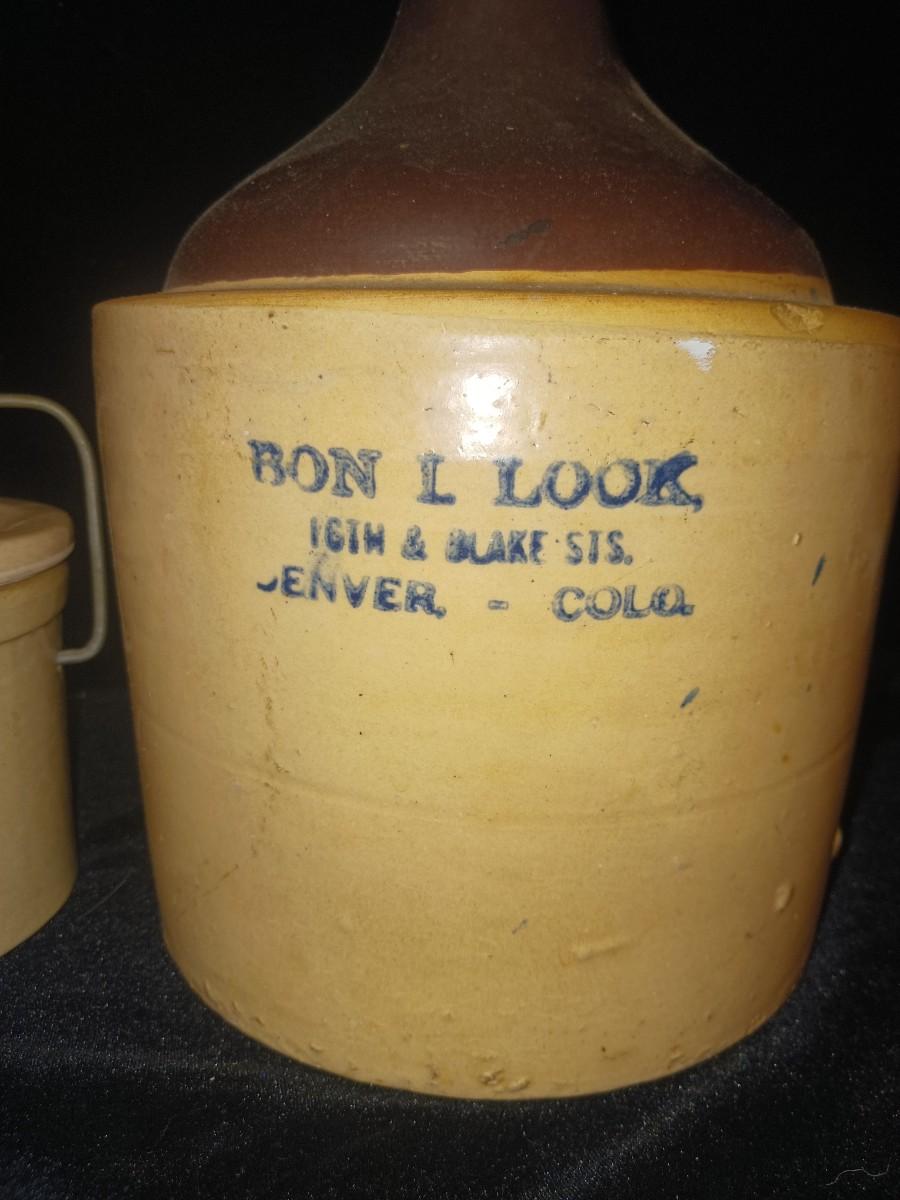 BON I LOOK,
16TH & BLAKE STS.
DENVER, - COLO.